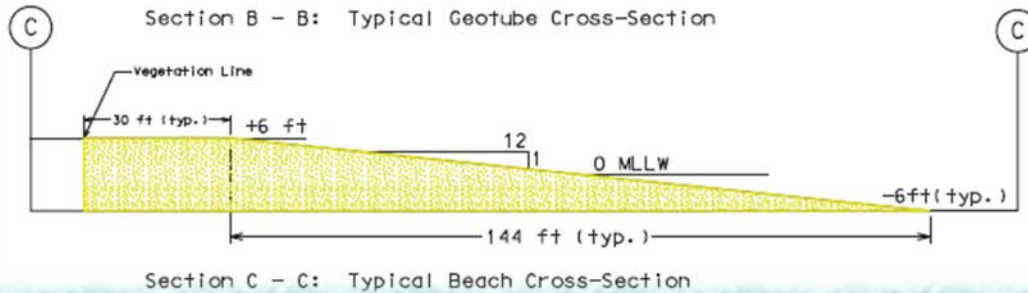 Section B - B: Typical Geotube Cross-Section
C
C
Vegetation Line
30 ft (typ.)
+6 ft
12
1
0 MLLW
-6ft(typ.)
144 ft (typ.)
Section C - C: Typical Beach Cross-Section